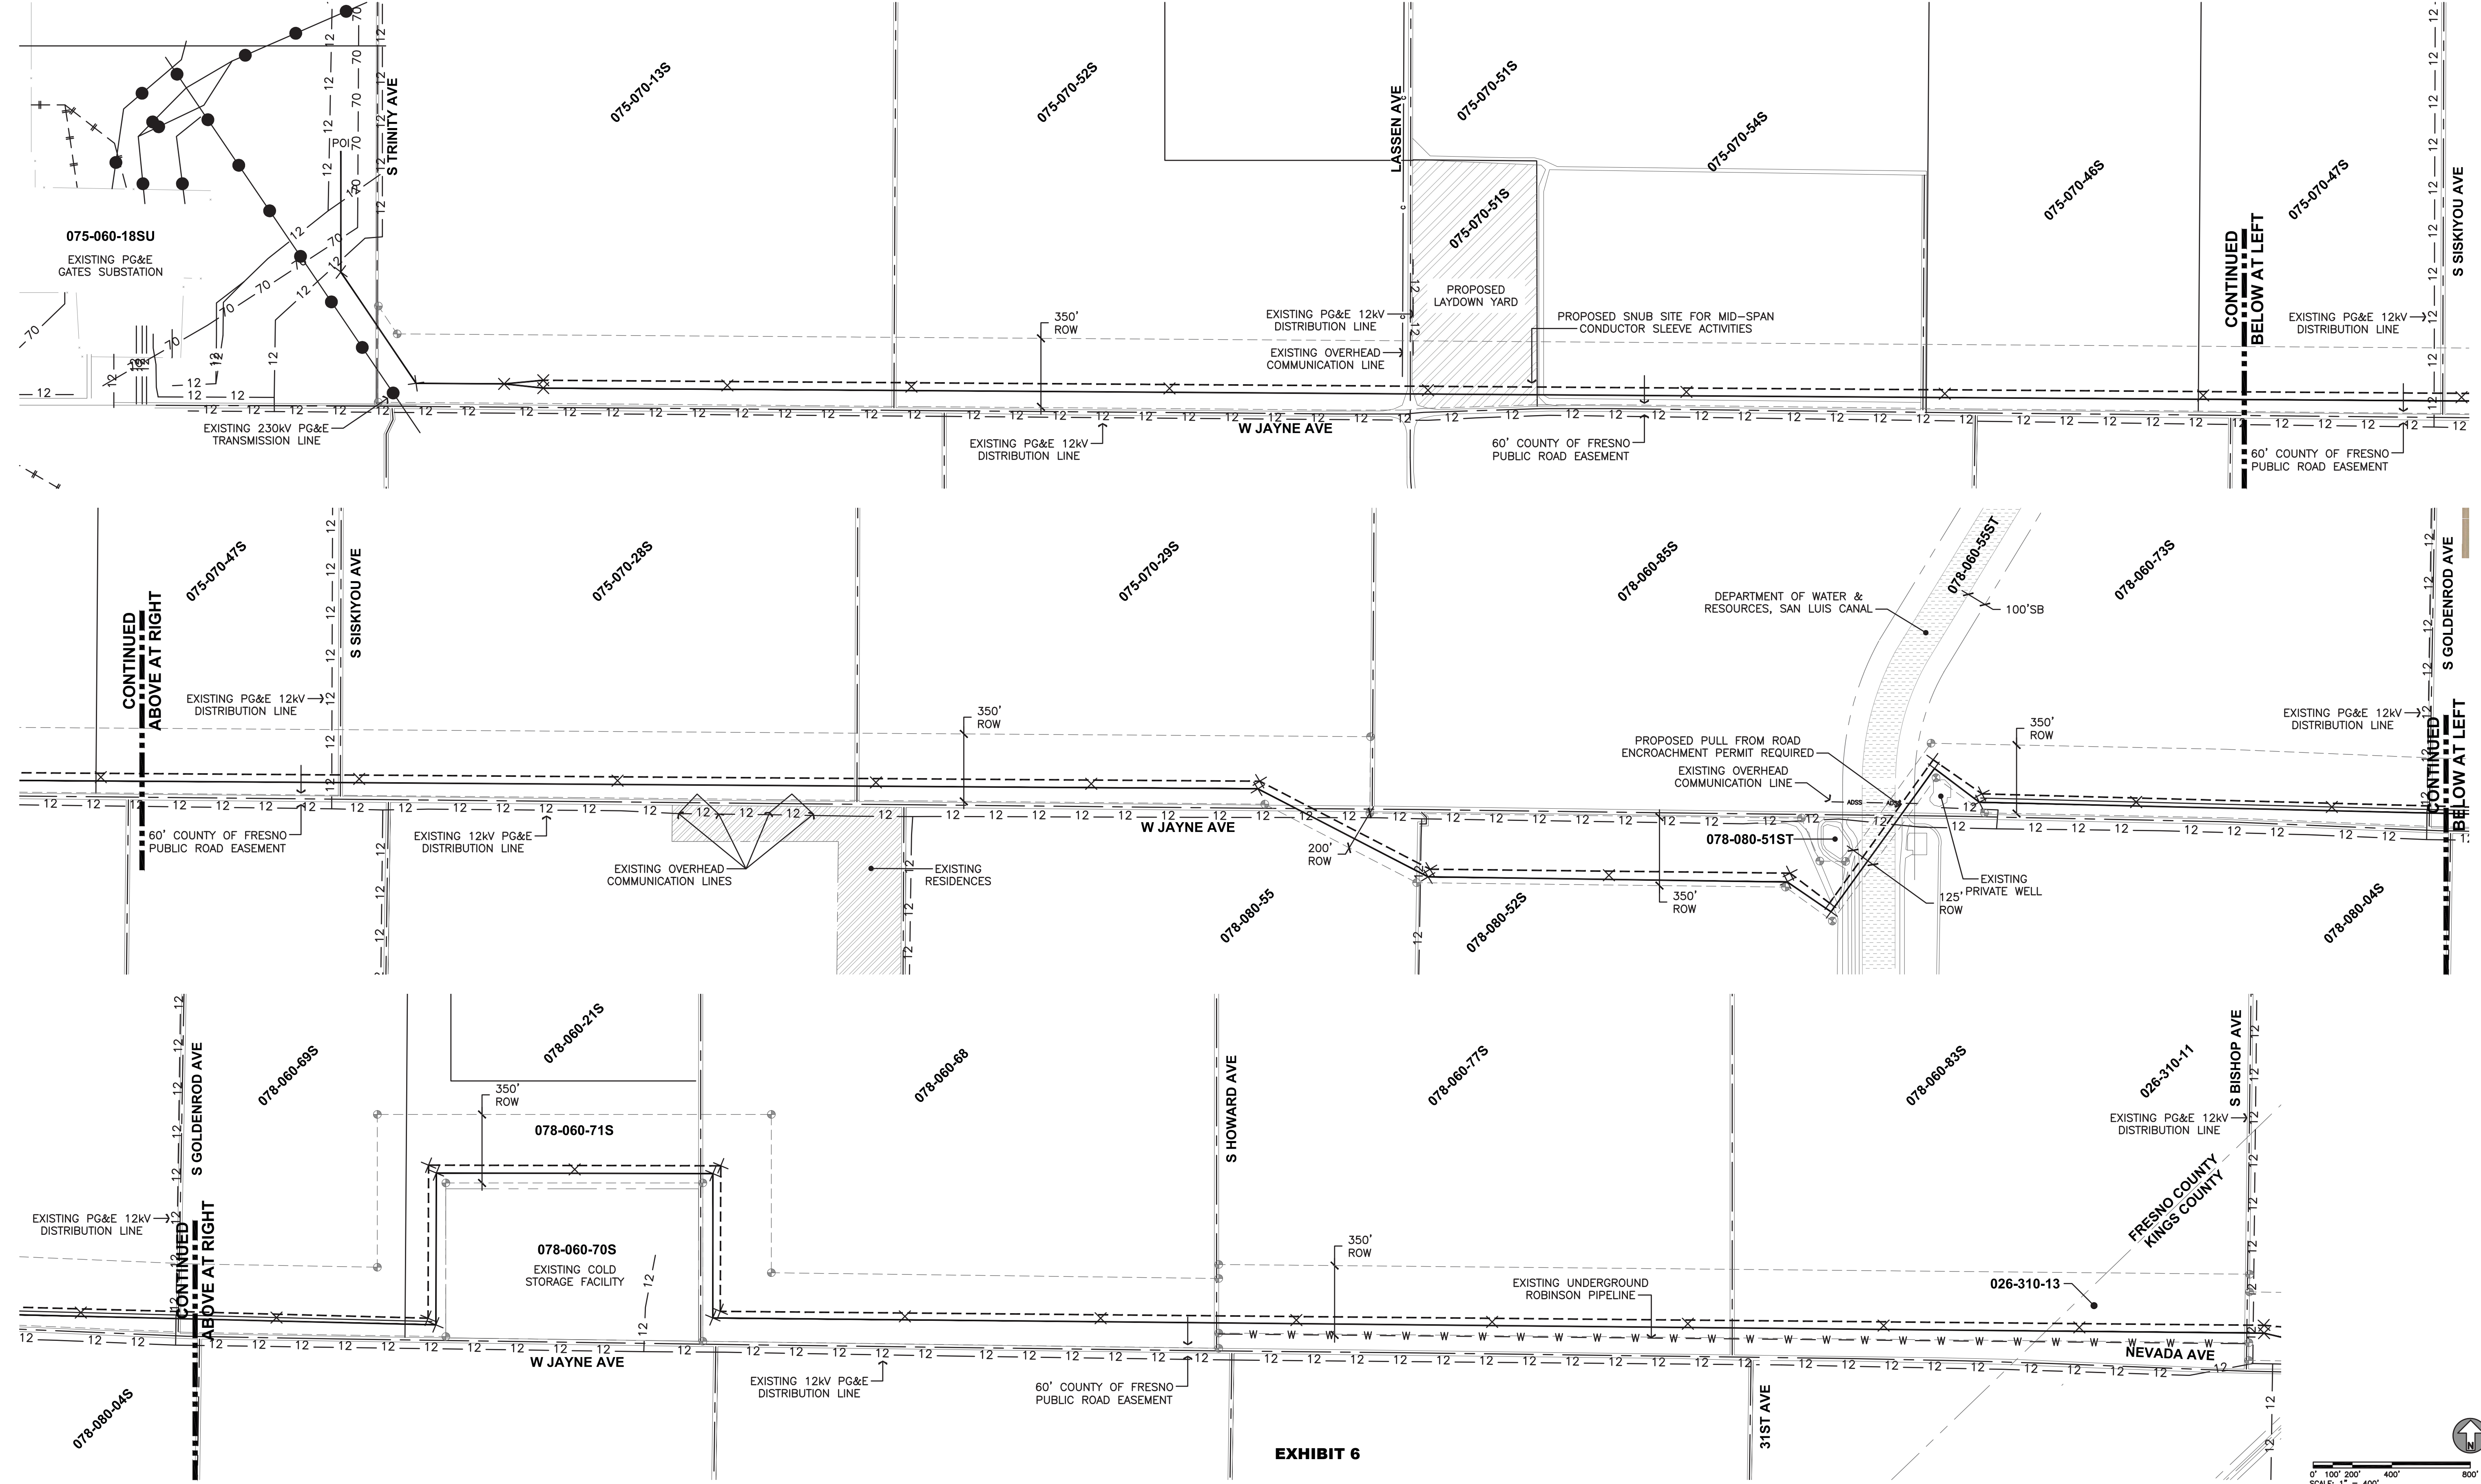 075-060-18SU
EXISTING PG&E
GATES SUBSTATION
POI
S TRINITY AVE
EXISTING 230kV PG&E
TRANSMISSION LINE
075-070-13S
075-070-52S
350'
ROW
EXISTING PG&E 12kV
DISTRIBUTION LINE
LASSEN AVE
EXISTING PG&E 12kV
DISTRIBUTION LINE
EXISTING OVERHEAD
COMMUNICATION LINE
W JAYNE AVE
075-070-51S
075-070-51S
PROPOSED
LAYDOWN YARD
075-070-54S
PROPOSED SNUB SITE FOR MID-SPAN
CONDUCTOR SLEEVE ACTIVITIES
60' COUNTY OF FRESNO
PUBLIC ROAD EASEMENT
075-070-46S
CONTINUED
BELOW AT LEFT
075-070-47S
S SISKIYOU AVE
EXISTING PG&E 12kV
DISTRIBUTION LINE
60' COUNTY OF FRESNO
PUBLIC ROAD EASEMENT
CONTINUED
ABOVE AT RIGHT
075-070-47S
EXISTING PG&E 12kV
DISTRIBUTION LINE
S SISKIYOU AVE
60' COUNTY OF FRESNO
PUBLIC ROAD EASEMENT
075-070-28S
EXISTING 12kV PG&E
DISTRIBUTION LINE
EXISTING OVERHEAD
COMMUNICATION LINES
EXISTING
RESIDENCES
350'
ROW
075-070-29S
W JAYNE AVE
200'
ROW
078-080-55
078-080-52S
350'
ROW
078-060-85S
DEPARTMENT OF WATER &
RESOURCES, SAN LUIS CANAL
078-060-55ST
100'SB
PROPOSED PULL FROM ROAD
ENCROACHMENT PERMIT REQUIRED
EXISTING OVERHEAD
COMMUNICATION LINE
ADSS
ADSS
078-080-51ST
EXISTING
PRIVATE WELL
125'
ROW
350'
ROW
078-060-73S
EXISTING PG&E 12kV
DISTRIBUTION LINE
S GOLDENROD AVE
078-080-04S
CONTINUED
BELOW AT LEFT
EXISTING PG&E 12kV
DISTRIBUTION LINE
CONTINUED
ABOVE AT RIGHT
S GOLDENROD AVE
078-080-04S
078-060-69S
078-060-21S
350'
ROW
078-060-71S
078-060-70S
EXISTING COLD
STORAGE FACILITY
W JAYNE AVE
078-060-68
EXISTING 12kV PG&E
DISTRIBUTION LINE
60' COUNTY OF FRESNO
PUBLIC ROAD EASEMENT
S HOWARD AVE
350'
ROW
078-060-77S
EXISTING UNDERGROUND
ROBINSON PIPELINE
31ST AVE
078-060-83S
026-310-11
EXISTING PG&E 12kV
DISTRIBUTION LINE
S BISHOP AVE
FRESNO COUNTY
KINGS COUNTY
026-310-13
NEVADA AVE
EXHIBIT 6
N
0' 100' 200' 400' 800'
SCALE: 1" = 400'